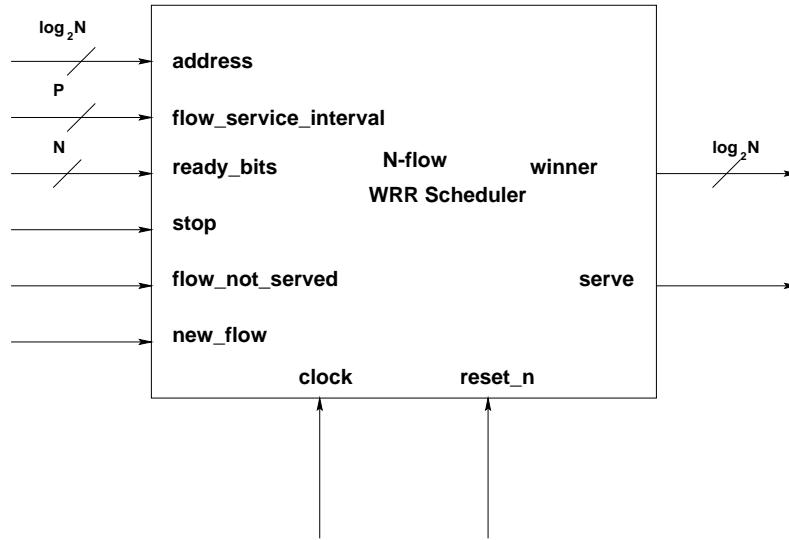 log₂N
address
P
flow_service_interval
N
ready_bits
N-flow
winner
log₂N
WRR Scheduler
stop
flow_not_served
serve
new_flow
clock
reset_n